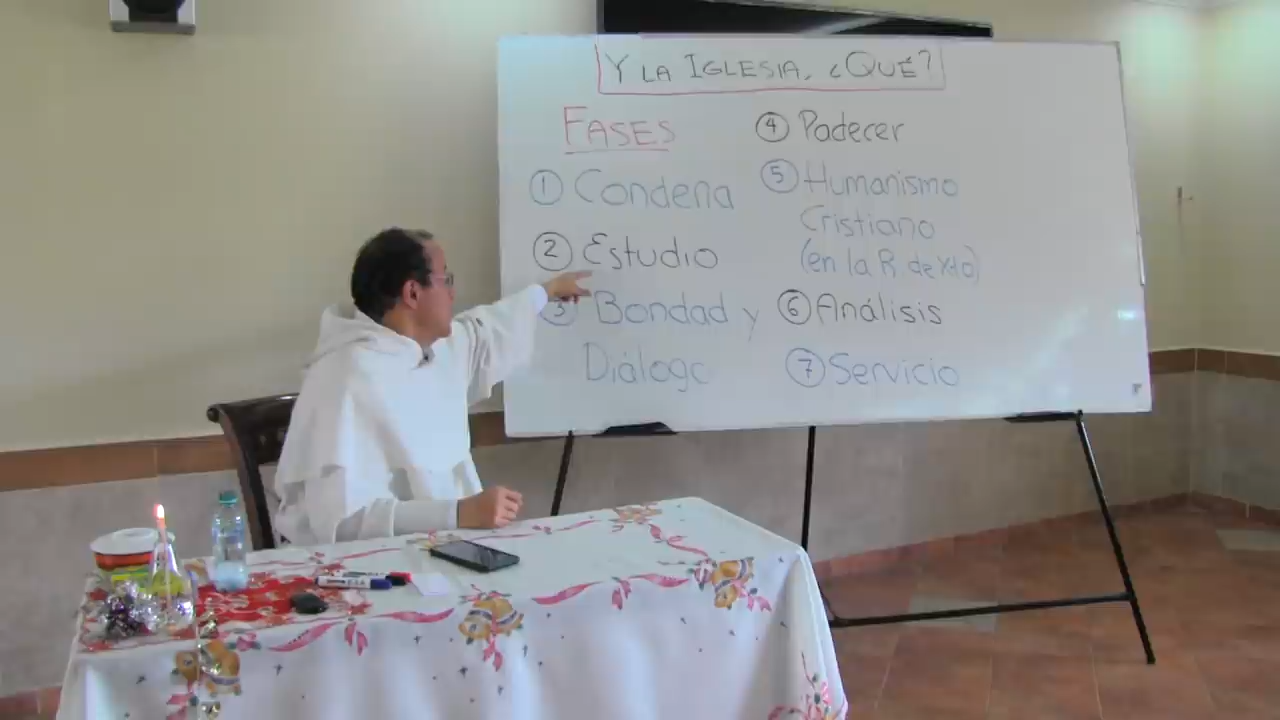 Y LA IGLESIA, ¿QUÉ?
FASES
1 Condena
2 Estudio
3 Bondad y
Diálogo
4 Padecer
5 Humanismo
Cristiano
(en la R. de Xto)
6 Análisis
7 Servicio